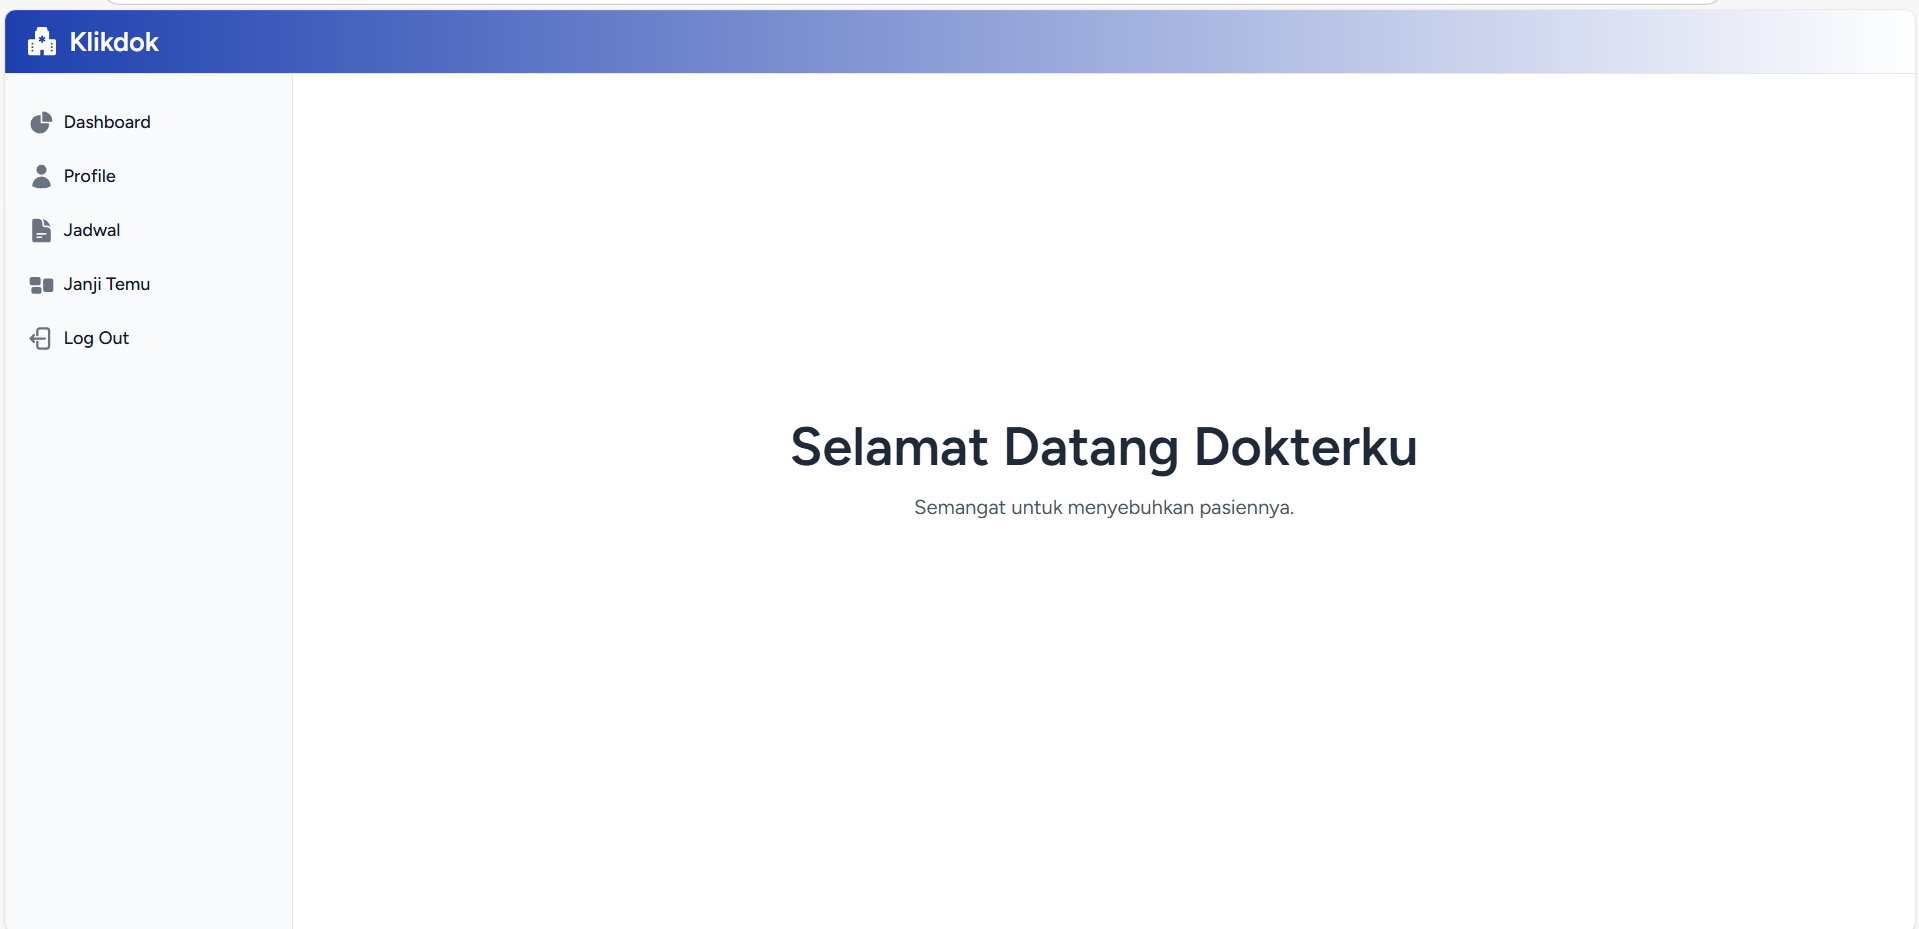 Klikdok
Dashboard
Profile
Jadwal
Janji Temu
Log Out
Selamat Datang Dokterku
Semangat untuk menyebuhkan pasiennya.